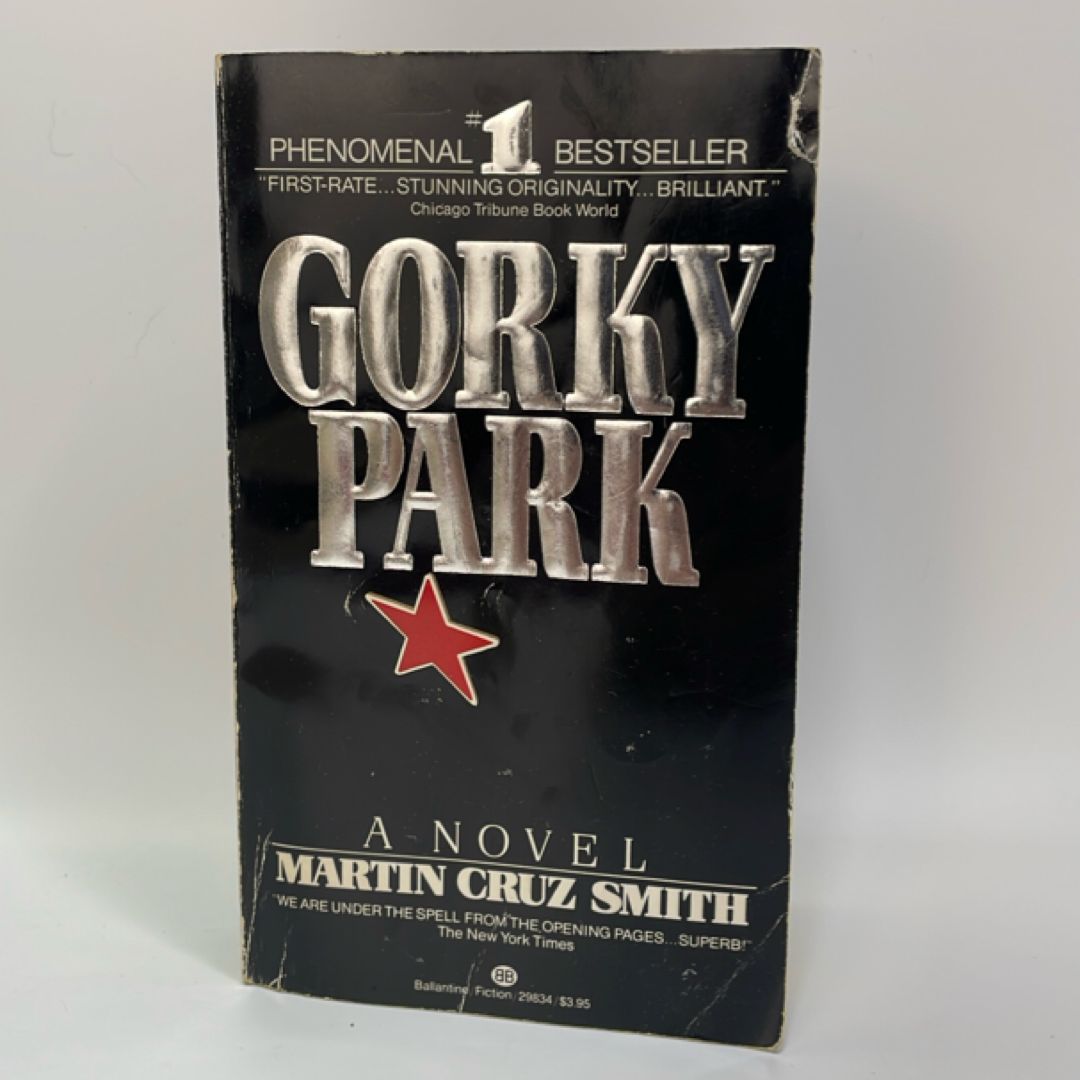 PHENOMENAL #1 BESTSELLER
"FIRST-RATE...STUNNING ORIGINALITY...BRILLIANT."
Chicago Tribune Book World
GORKY
PARK
A NOVEL
MARTIN CRUZ SMITH
"WE ARE UNDER THE SPELL FROM THE OPENING PAGES...SUPERB!"
The New York Times
BB
Ballantine/Fiction/29834/$3.95